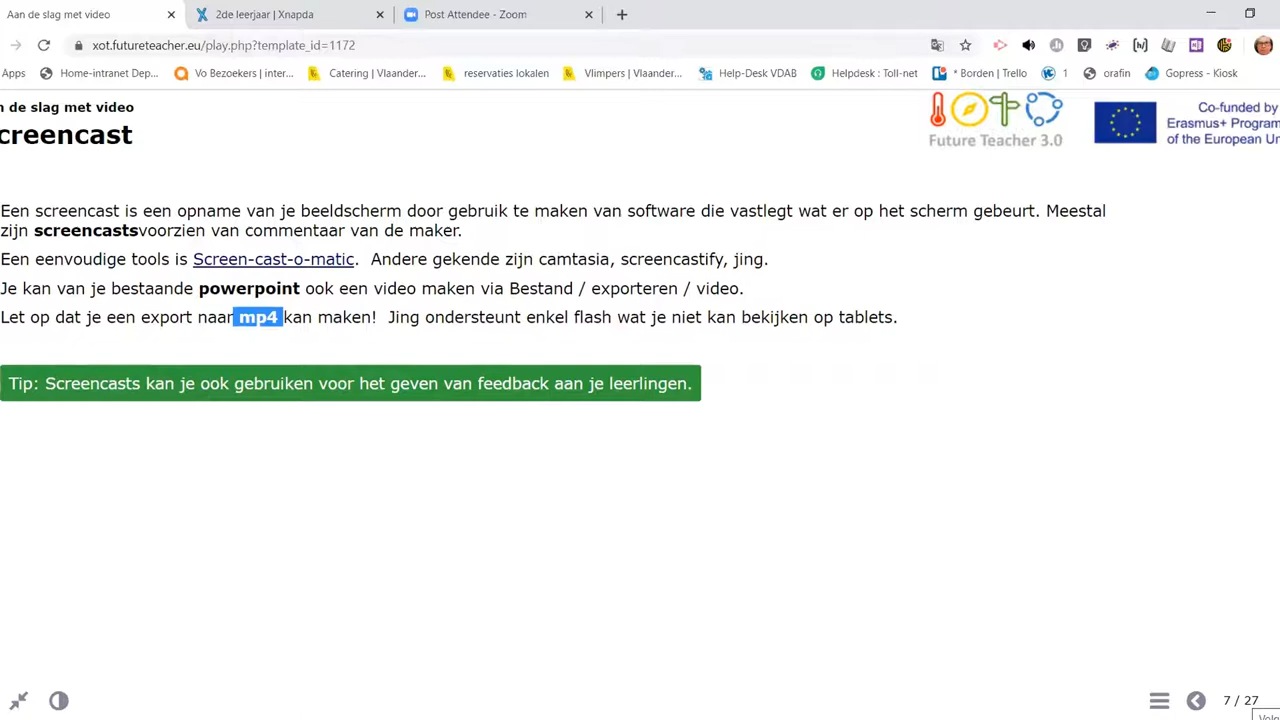 Aan de slag met video
2de leerjaar | Xnapda
Post Attendee - Zoom
xot.futureteacher.eu/play.php?template_id=1172
Apps
Home-intranet Dep...
Vo Bezoekers | inter...
Catering | Vlaander...
reservaties lokalen
Vlimpers | Vlaander...
Help-Desk VDAB
Helpdesk : Toll-net
* Borden | Trello
1
orafin
Gopress - Kiosk
n de slag met video
creencast
Future Teacher 3.0
Co-funded by
Erasmus+ Program
of the European Un
Een screencast is een opname van je beeldscherm door gebruik te maken van software die vastlegt wat er op het scherm gebeurt. Meestal
zijn screencastsvoorzien van commentaar van de maker.
Een eenvoudige tools is Screen-cast-o-matic. Andere gekende zijn camtasia, screencastify, jing.
Je kan van je bestaande powerpoint ook een video maken via Bestand / exporteren / video.
Let op dat je een export naar mp4 kan maken! Jing ondersteunt enkel flash wat je niet kan bekijken op tablets.
Tip: Screencasts kan je ook gebruiken voor het geven van feedback aan je leerlingen.
7 / 27